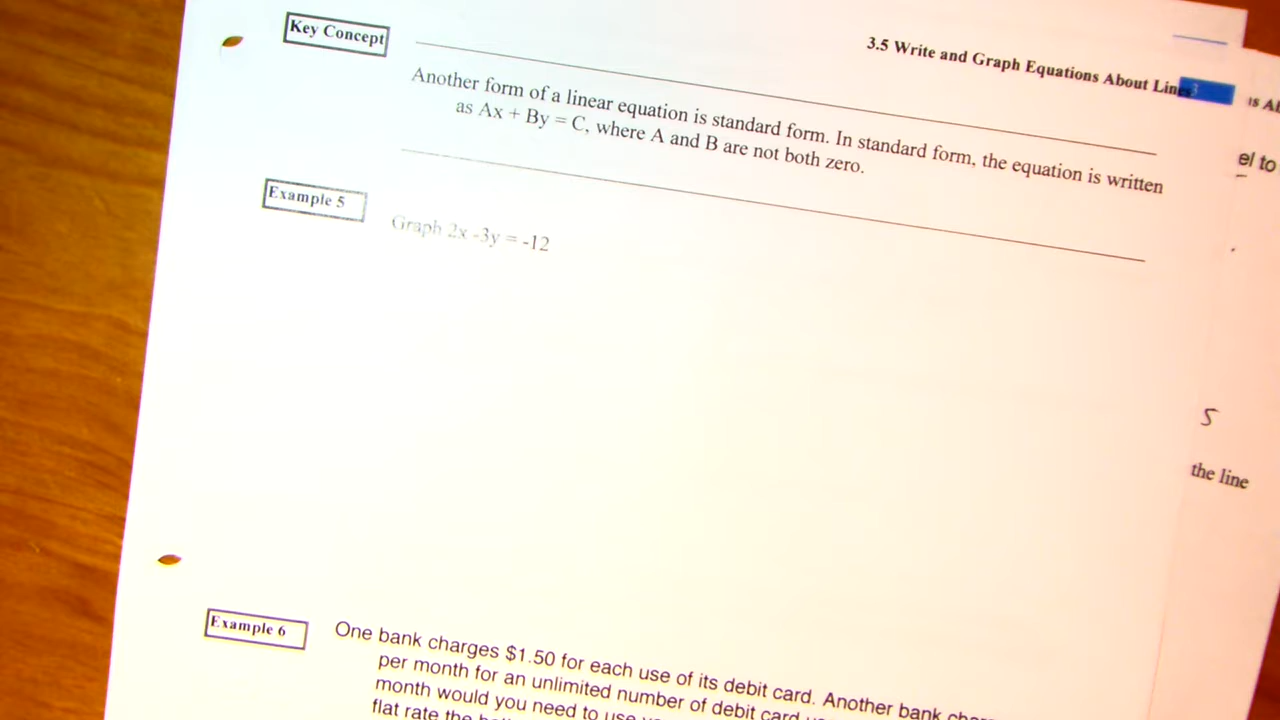 Key Concept
3.5 Write and Graph Equations About Lines
Another form of a linear equation is standard form. In standard form, the equation is written
as Ax + By = C, where A and B are not both zero.
Example 5
Graph 2x -3y = -12
Example 6
One bank charges $1.50 for each use of its debit card. Another bank
per month for an unlimited number of debit card
month would you need to use
flat rate the
el to
5
the line